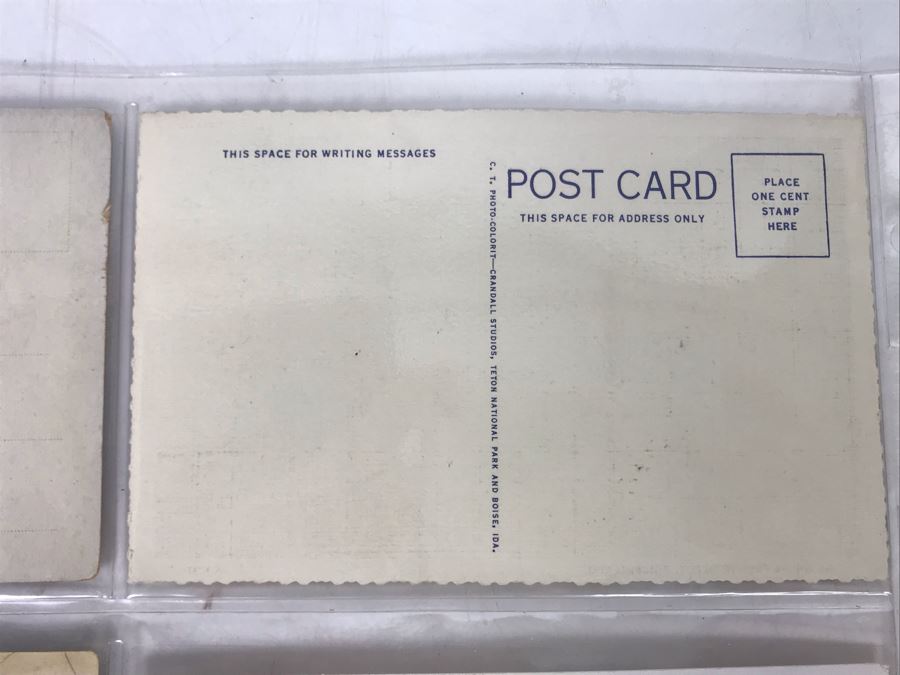 THIS SPACE FOR WRITING MESSAGES
C. T. PHOTO-COLORIT—CRANDALL STUDIOS, TETON NATIONAL PARK AND BOISE, IDA.
POST CARD
THIS SPACE FOR ADDRESS ONLY
PLACE
ONE CENT
STAMP
HERE